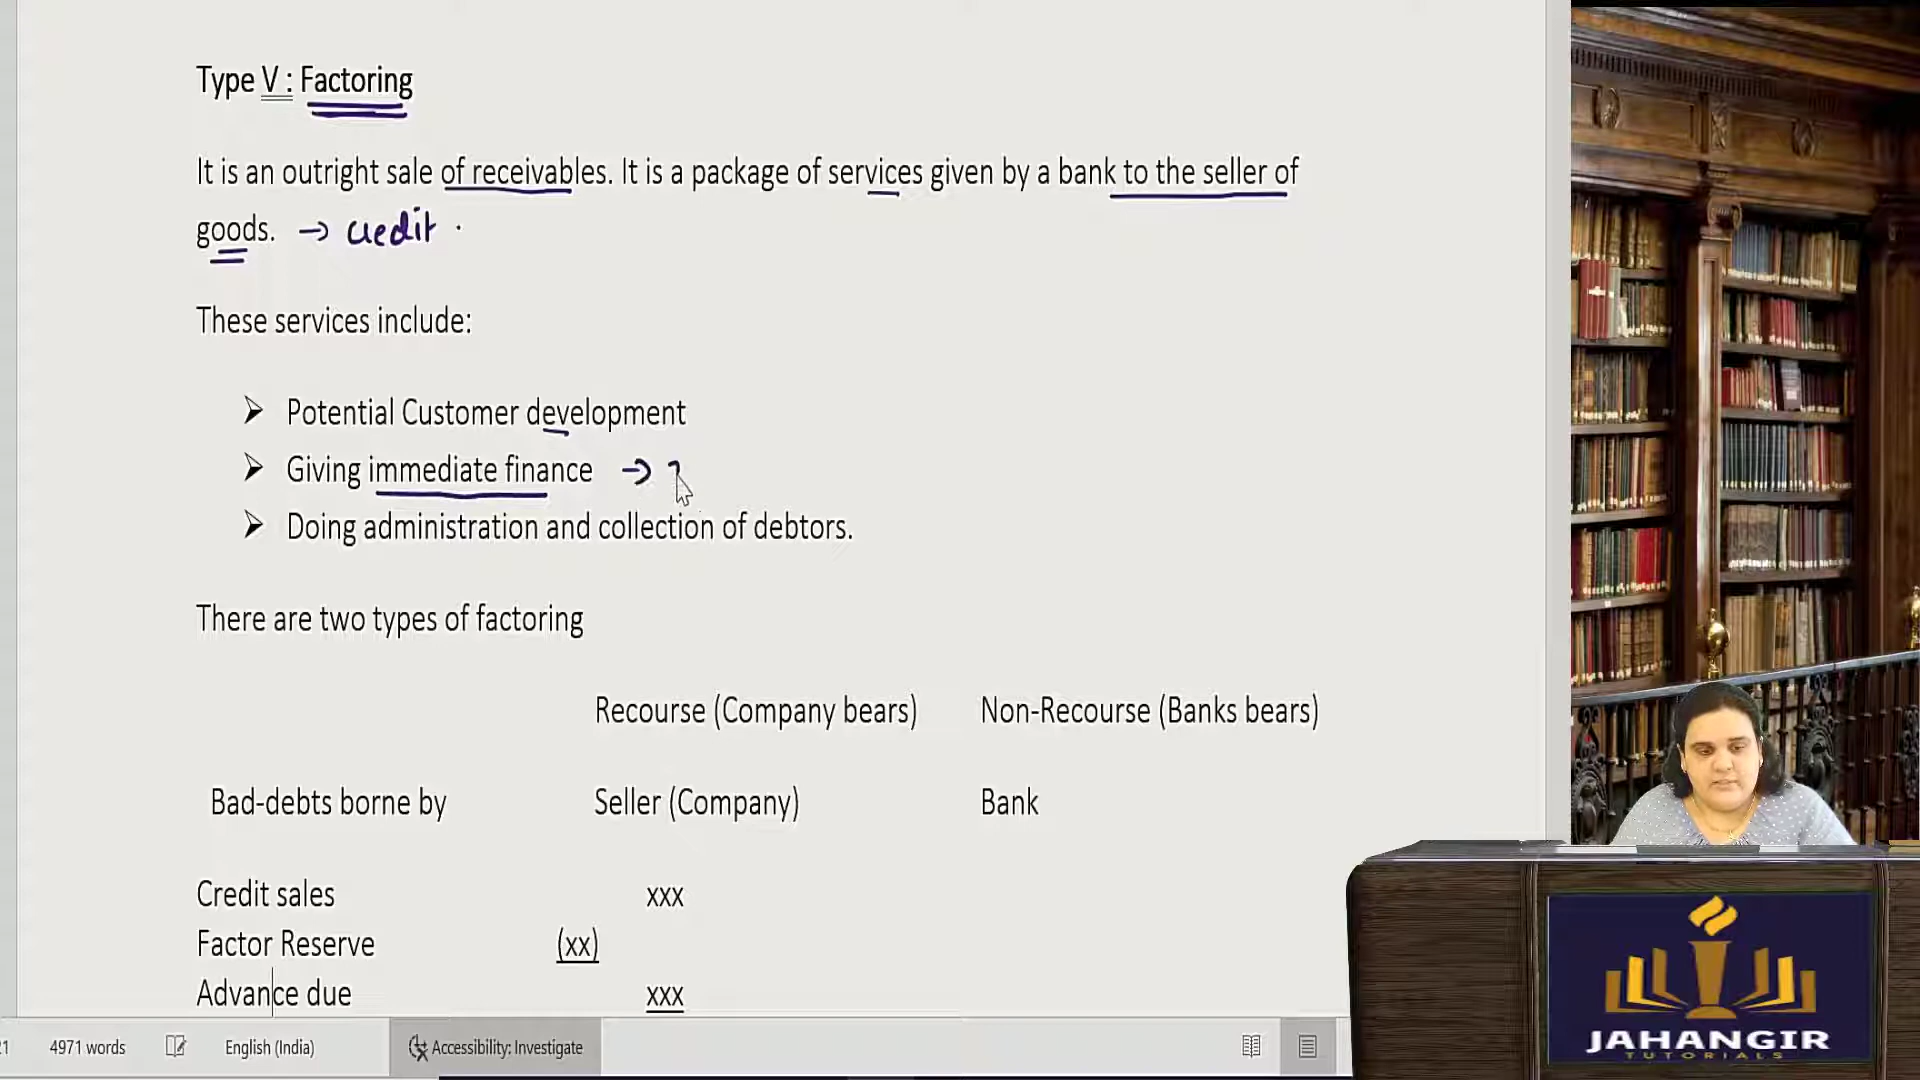 Type V : Factoring
It is an outright sale of receivables. It is a package of services given by a bank to the seller of
goods. → credit
These services include:
➢ Potential Customer development
➢ Giving immediate finance →
➢ Doing administration and collection of debtors.
There are two types of factoring
Recourse (Company bears) Non-Recourse (Banks bears)
Bad-debts borne by Seller (Company) Bank
Credit sales xxx
Factor Reserve (xx)
Advance due xxx
21 4971 words English (India) Accessibility: Investigate
JAHANGIR
TUTORIALS